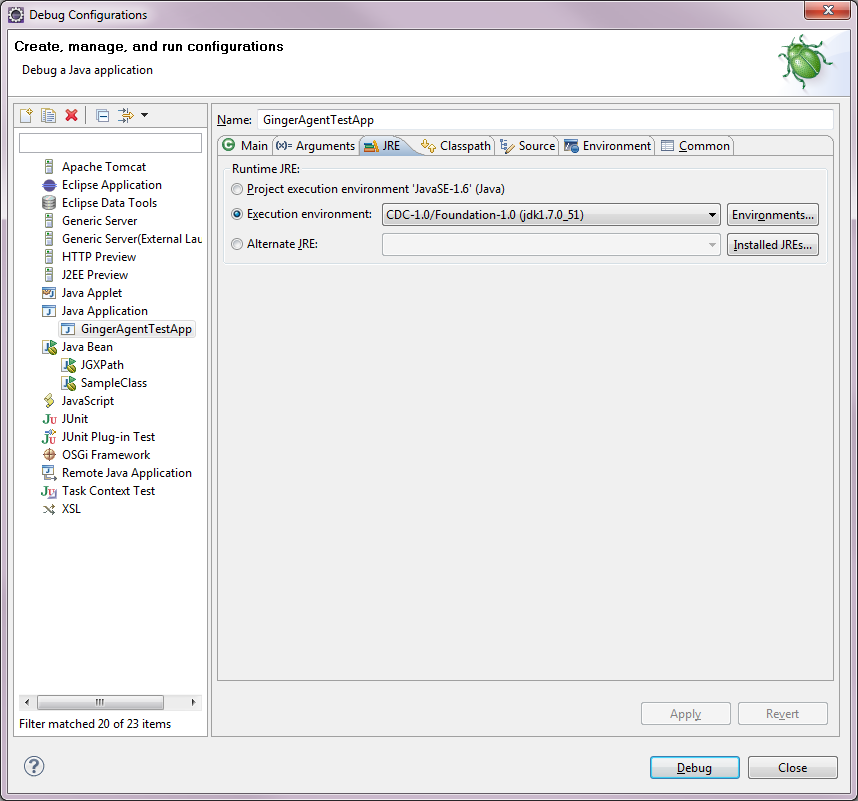 Debug Configurations
Create, manage, and run configurations
Debug a Java application
Name: GingerAgentTestApp
Main (x)= Arguments JRE Classpath Source Environment Common
Apache Tomcat
Eclipse Application
Eclipse Data Tools
Generic Server
Generic Server(External Lau
HTTP Preview
J2EE Preview
Java Applet
Java Application
GingerAgentTestApp
Java Bean
JGXPath
SampleClass
JavaScript
JUnit
JUnit Plug-in Test
OSGi Framework
Remote Java Application
Task Context Test
XSL
Filter matched 20 of 23 items
Runtime JRE:
Project execution environment 'JavaSE-1.6' (Java)
Execution environment: CDC-1.0/Foundation-1.0 (jdk1.7.0_51) Environments...
Alternate JRE: Installed JREs...
Apply Revert
Debug Close